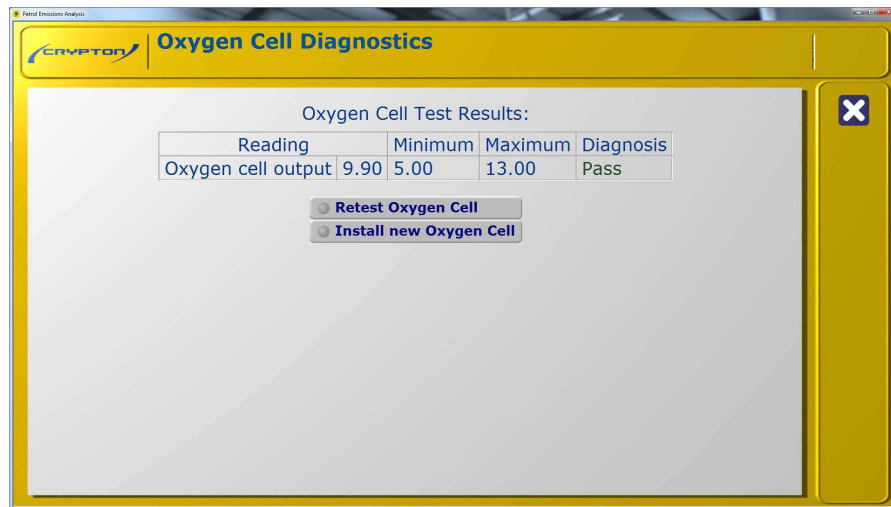 Petrol Emissions Analysis
CRYPTON
Oxygen Cell Diagnostics
Oxygen Cell Test Results:
Reading Minimum Maximum Diagnosis
Oxygen cell output 9.90 5.00 13.00 Pass
Retest Oxygen Cell
Install new Oxygen Cell